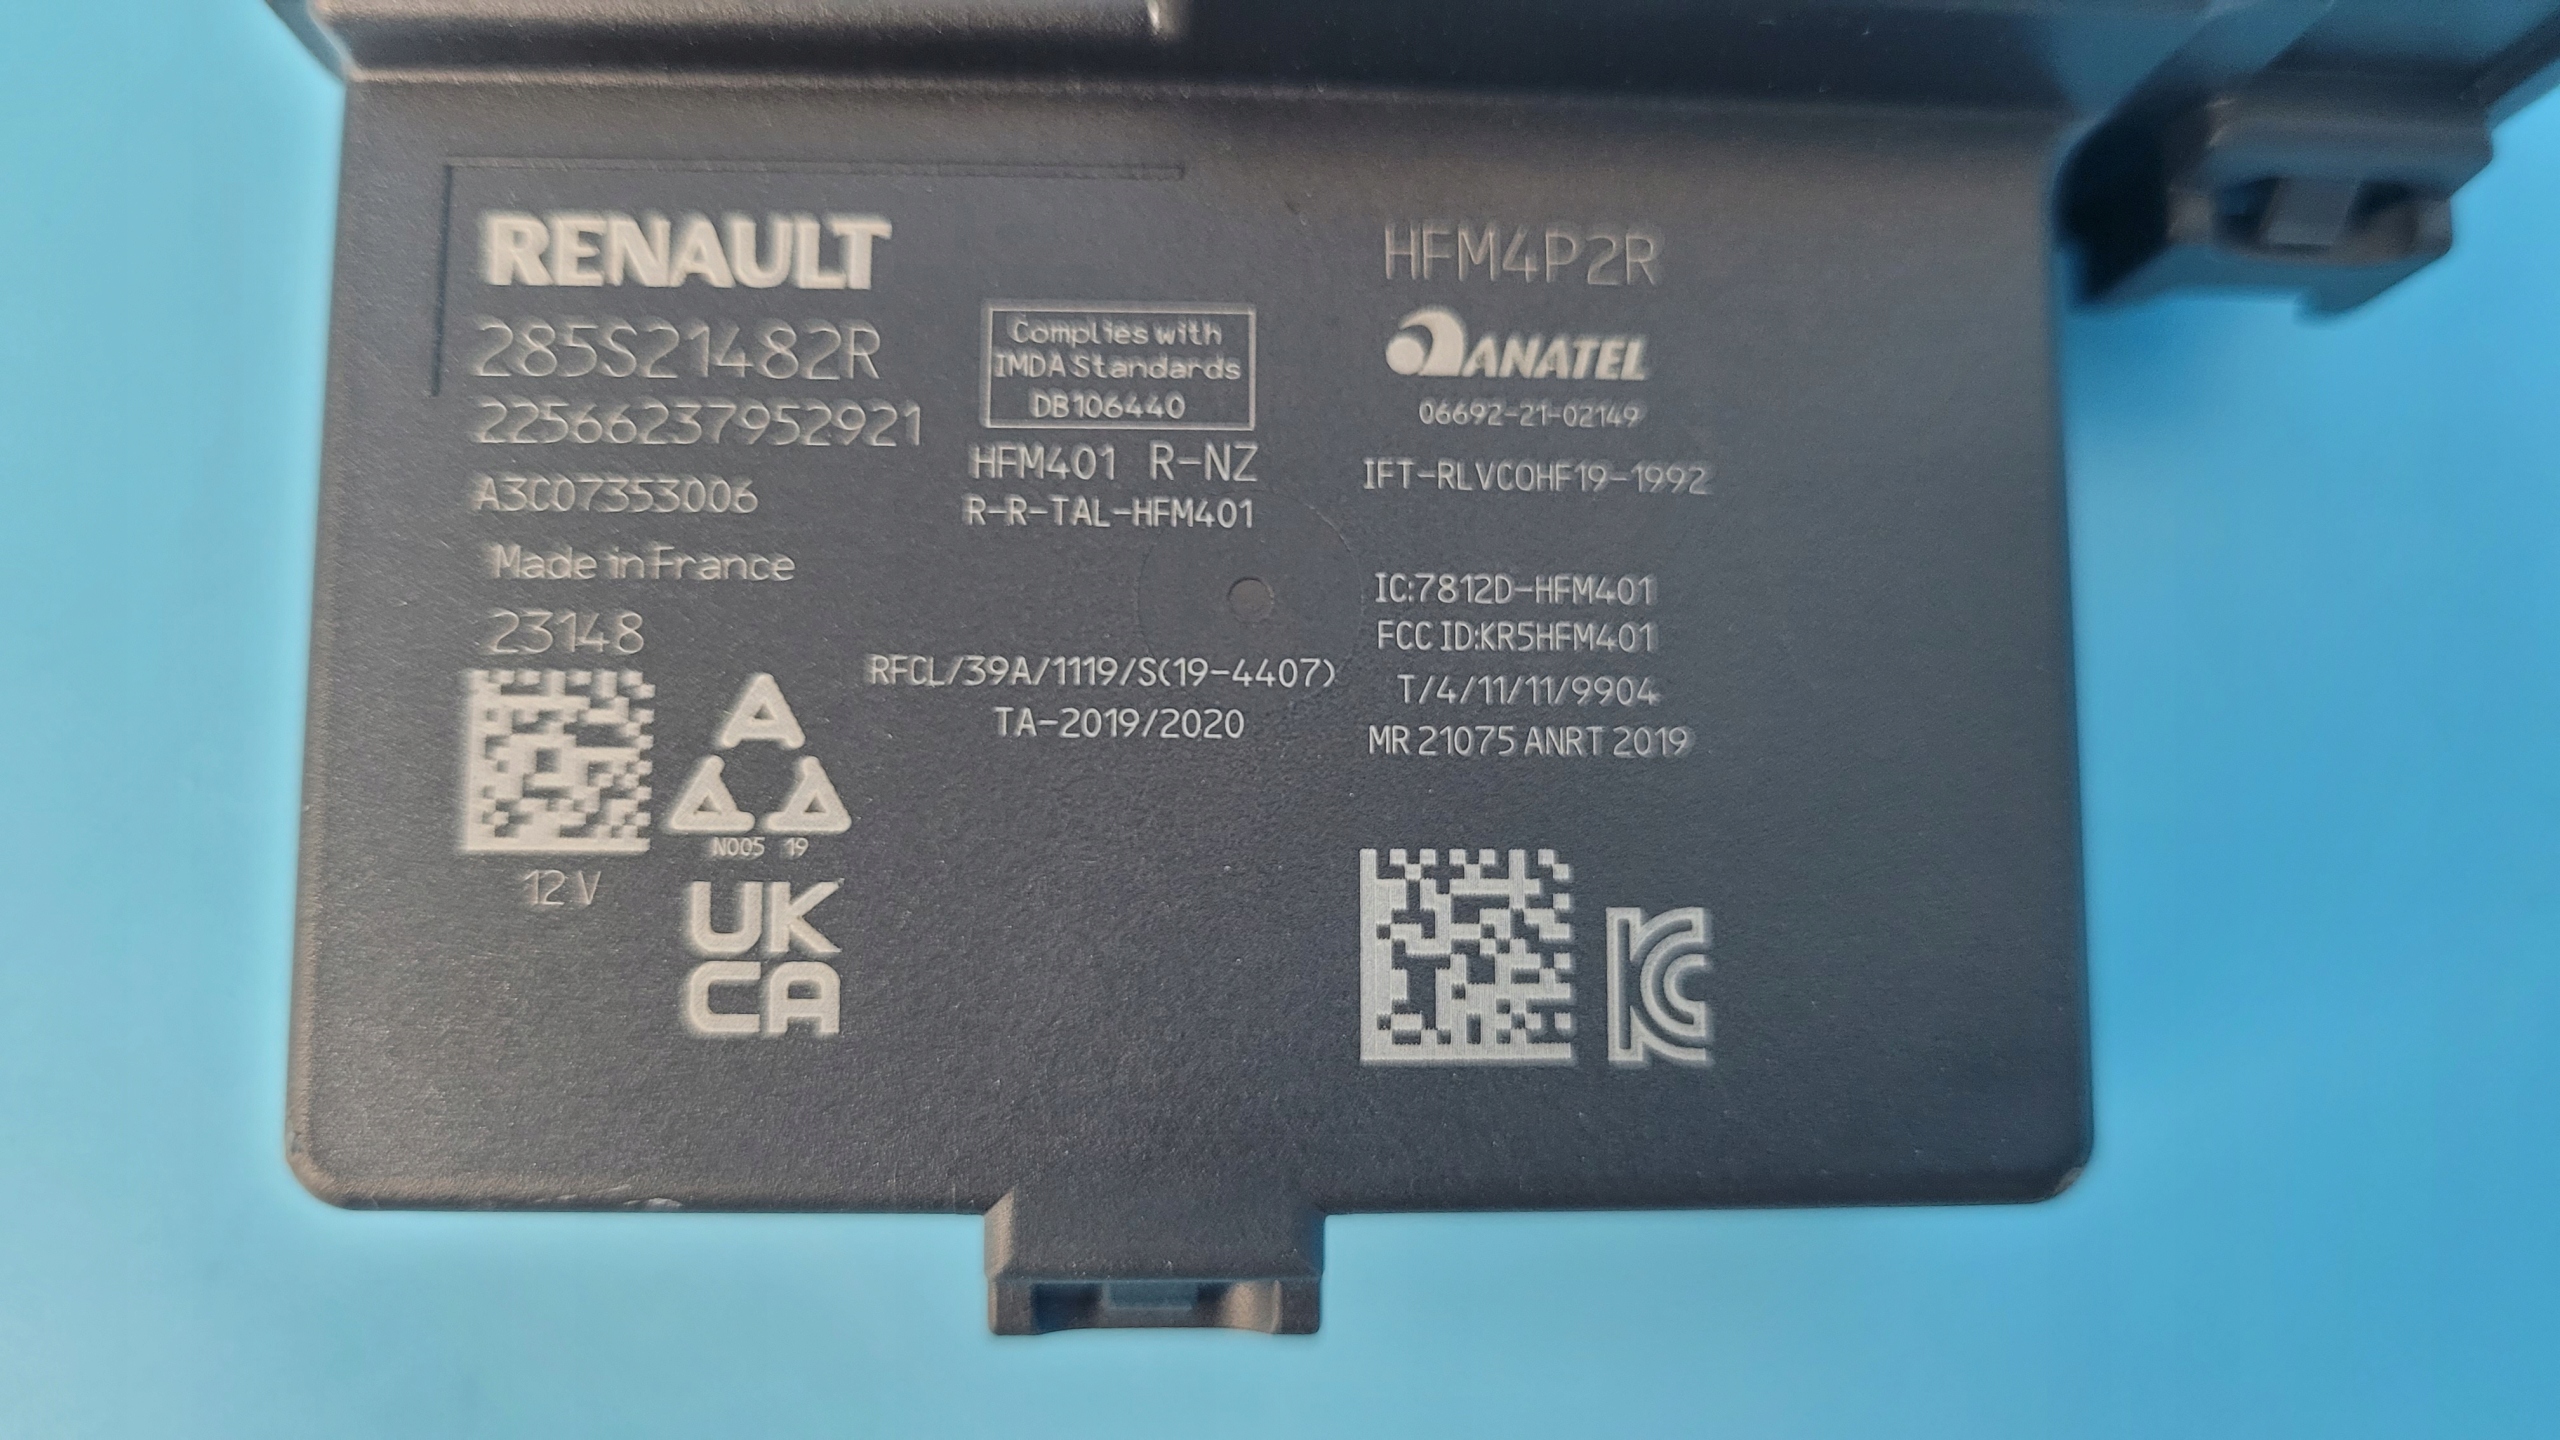 RENAULT
285S21482R
22566237952921
A3C07353006
Made in France
23148
A
N005 19
12 V
UK
CA
Complies with
IMDA Standards
DB106440
HFM401 R-NZ
R-R-TAL-HFM401
RFCL/39A/1119/S(19-4407)
TA-2019/2020
HFM4P2R
ANATEL
06692-21-02149
IFT-RLVCOHF19-1992
IC:7812D-HFM401
FCC ID:KR5HFM401
T/4/11/11/9904
MR 21075 ANRT 2019
KC